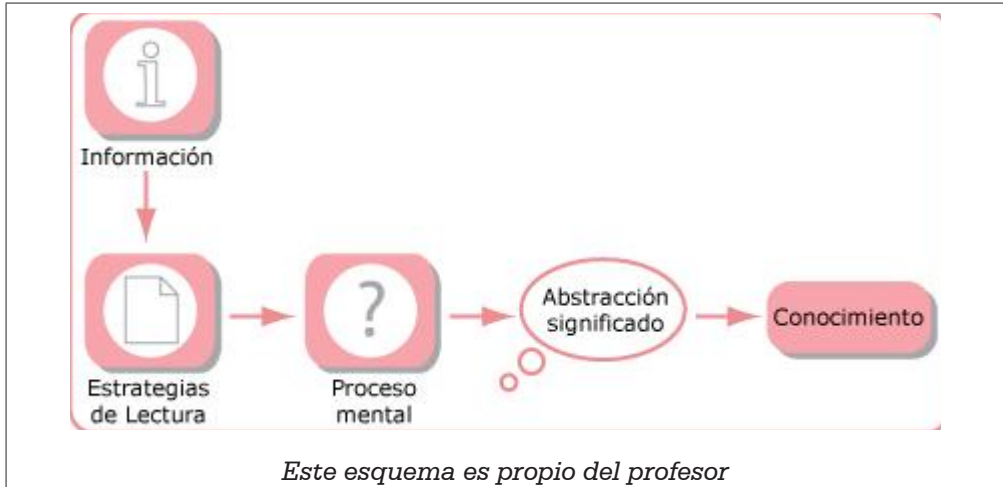 Información
Estrategias
de Lectura
Proceso
mental
Abstracción
significado
Conocimiento
Este esquema es propio del profesor